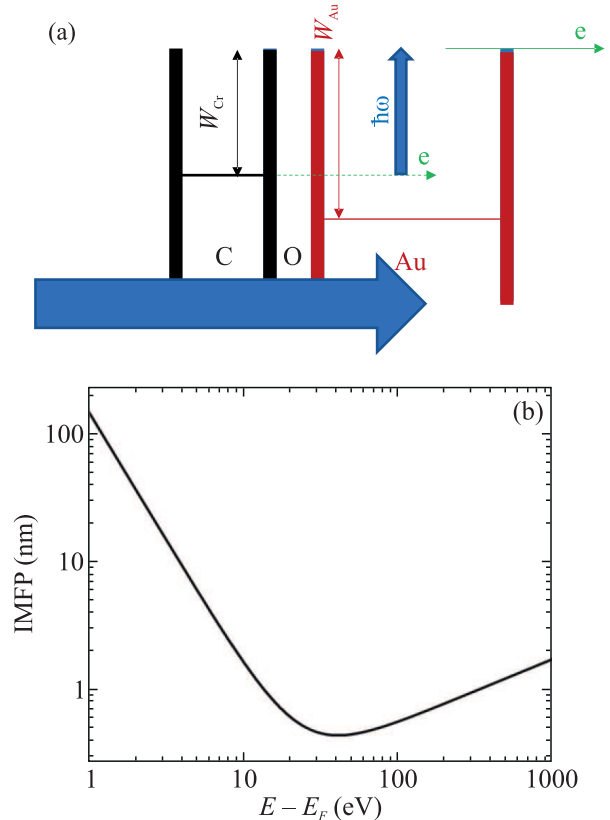 (a)
W_Cr
W_Au
ħω
e
e
C
O
Au
(b)
IMFP (nm)
100
10
1
1
10
100
1000
E – E_F (eV)